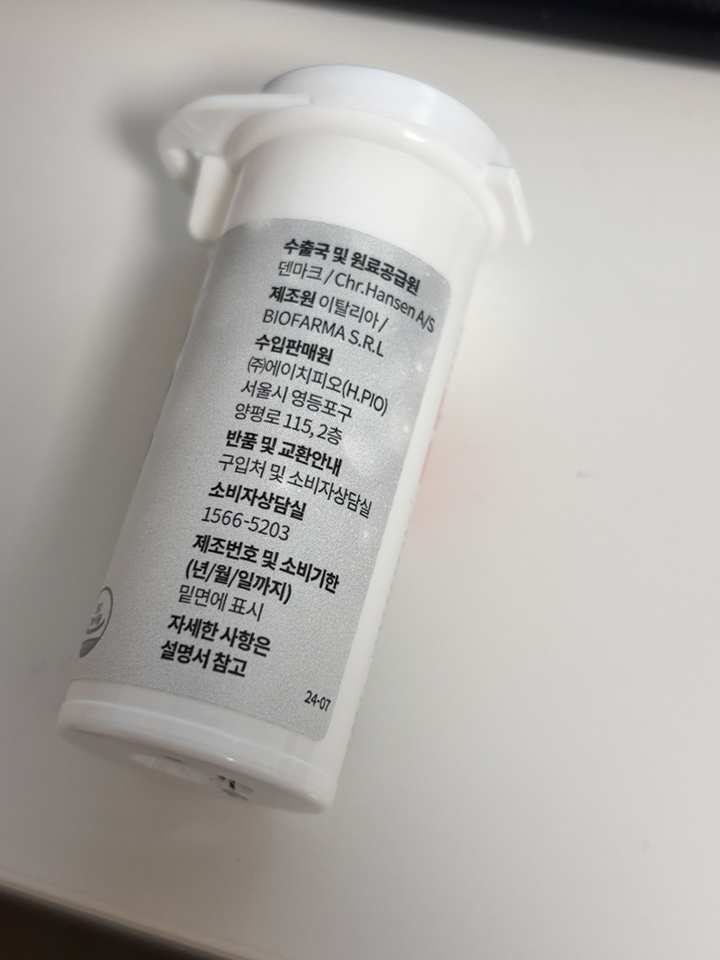 수출국 및 원료공급원
덴마크 / Chr.Hansen A/S
제조원 이탈리아 /
BIOFARMA S.R.L
수입판매원
㈜에이치피오(H.PIO)
서울시 영등포구
양평로 115, 2층
반품 및 교환안내
구입처 및 소비자상담실
소비자상담실
1566-5203
제조번호 및 소비기한
(년/월/일까지)
밑면에 표시
자세한 사항은
설명서 참고
24-07